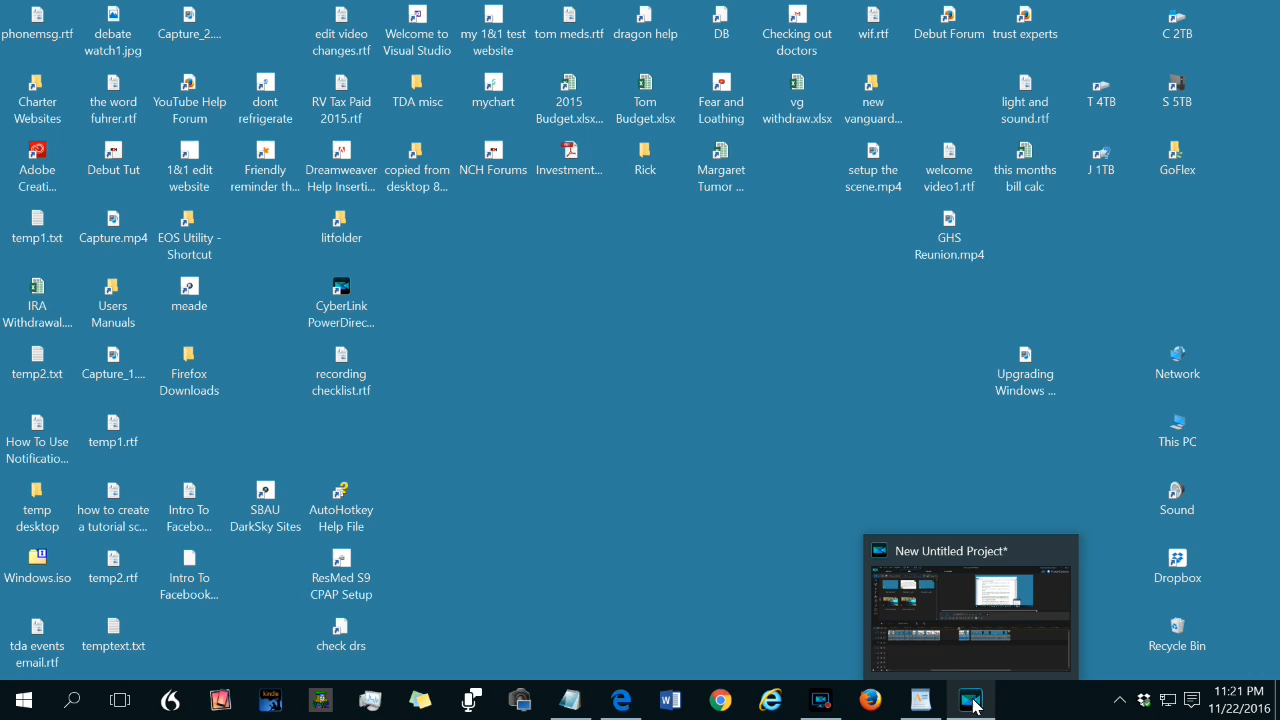 phonemsg.rtf
debate
watch1.jpg
Capture_2....
edit video
changes.rtf
Welcome to
Visual Studio
my 1&1 test
website
tom meds.rtf
dragon help
DB
Checking out
doctors
wif.rtf
Debut Forum
trust experts
C 2TB
Charter
Websites
the word
fuhrer.rtf
YouTube Help
Forum
dont
refrigerate
RV Tax Paid
2015.rtf
TDA misc
mychart
2015
Budget.xlsx...
Tom
Budget.xlsx
Fear and
Loathing
vg
withdraw.xlsx
new
vanguard...
light and
sound.rtf
T 4TB
S 5TB
Adobe
Creati...
Debut Tut
1&1 edit
website
Friendly
reminder th...
Dreamweaver
Help Inserti...
copied from
desktop 8...
NCH Forums
Investment...
Rick
Margaret
Tumor ...
setup the
scene.mp4
welcome
video1.rtf
this months
bill calc
J 1TB
GoFlex
temp1.txt
Capture.mp4
EOS Utility -
Shortcut
litfolder
GHS
Reunion.mp4
IRA
Withdrawal....
Users
Manuals
meade
CyberLink
PowerDirec...
temp2.txt
Capture_1....
Firefox
Downloads
recording
checklist.rtf
Upgrading
Windows ...
Network
How To Use
Notificatio...
temp1.rtf
This PC
temp
desktop
how to create
a tutorial sc...
Intro To
Facebo...
SBAU
DarkSky Sites
AutoHotkey
Help File
Sound
Windows.iso
temp2.rtf
Intro To
Facebook...
ResMed S9
CPAP Setup
New Untitled Project*
Dropbox
tda events
email.rtf
temptext.txt
check drs
Recycle Bin
kindle
11:21 PM
11/22/2016